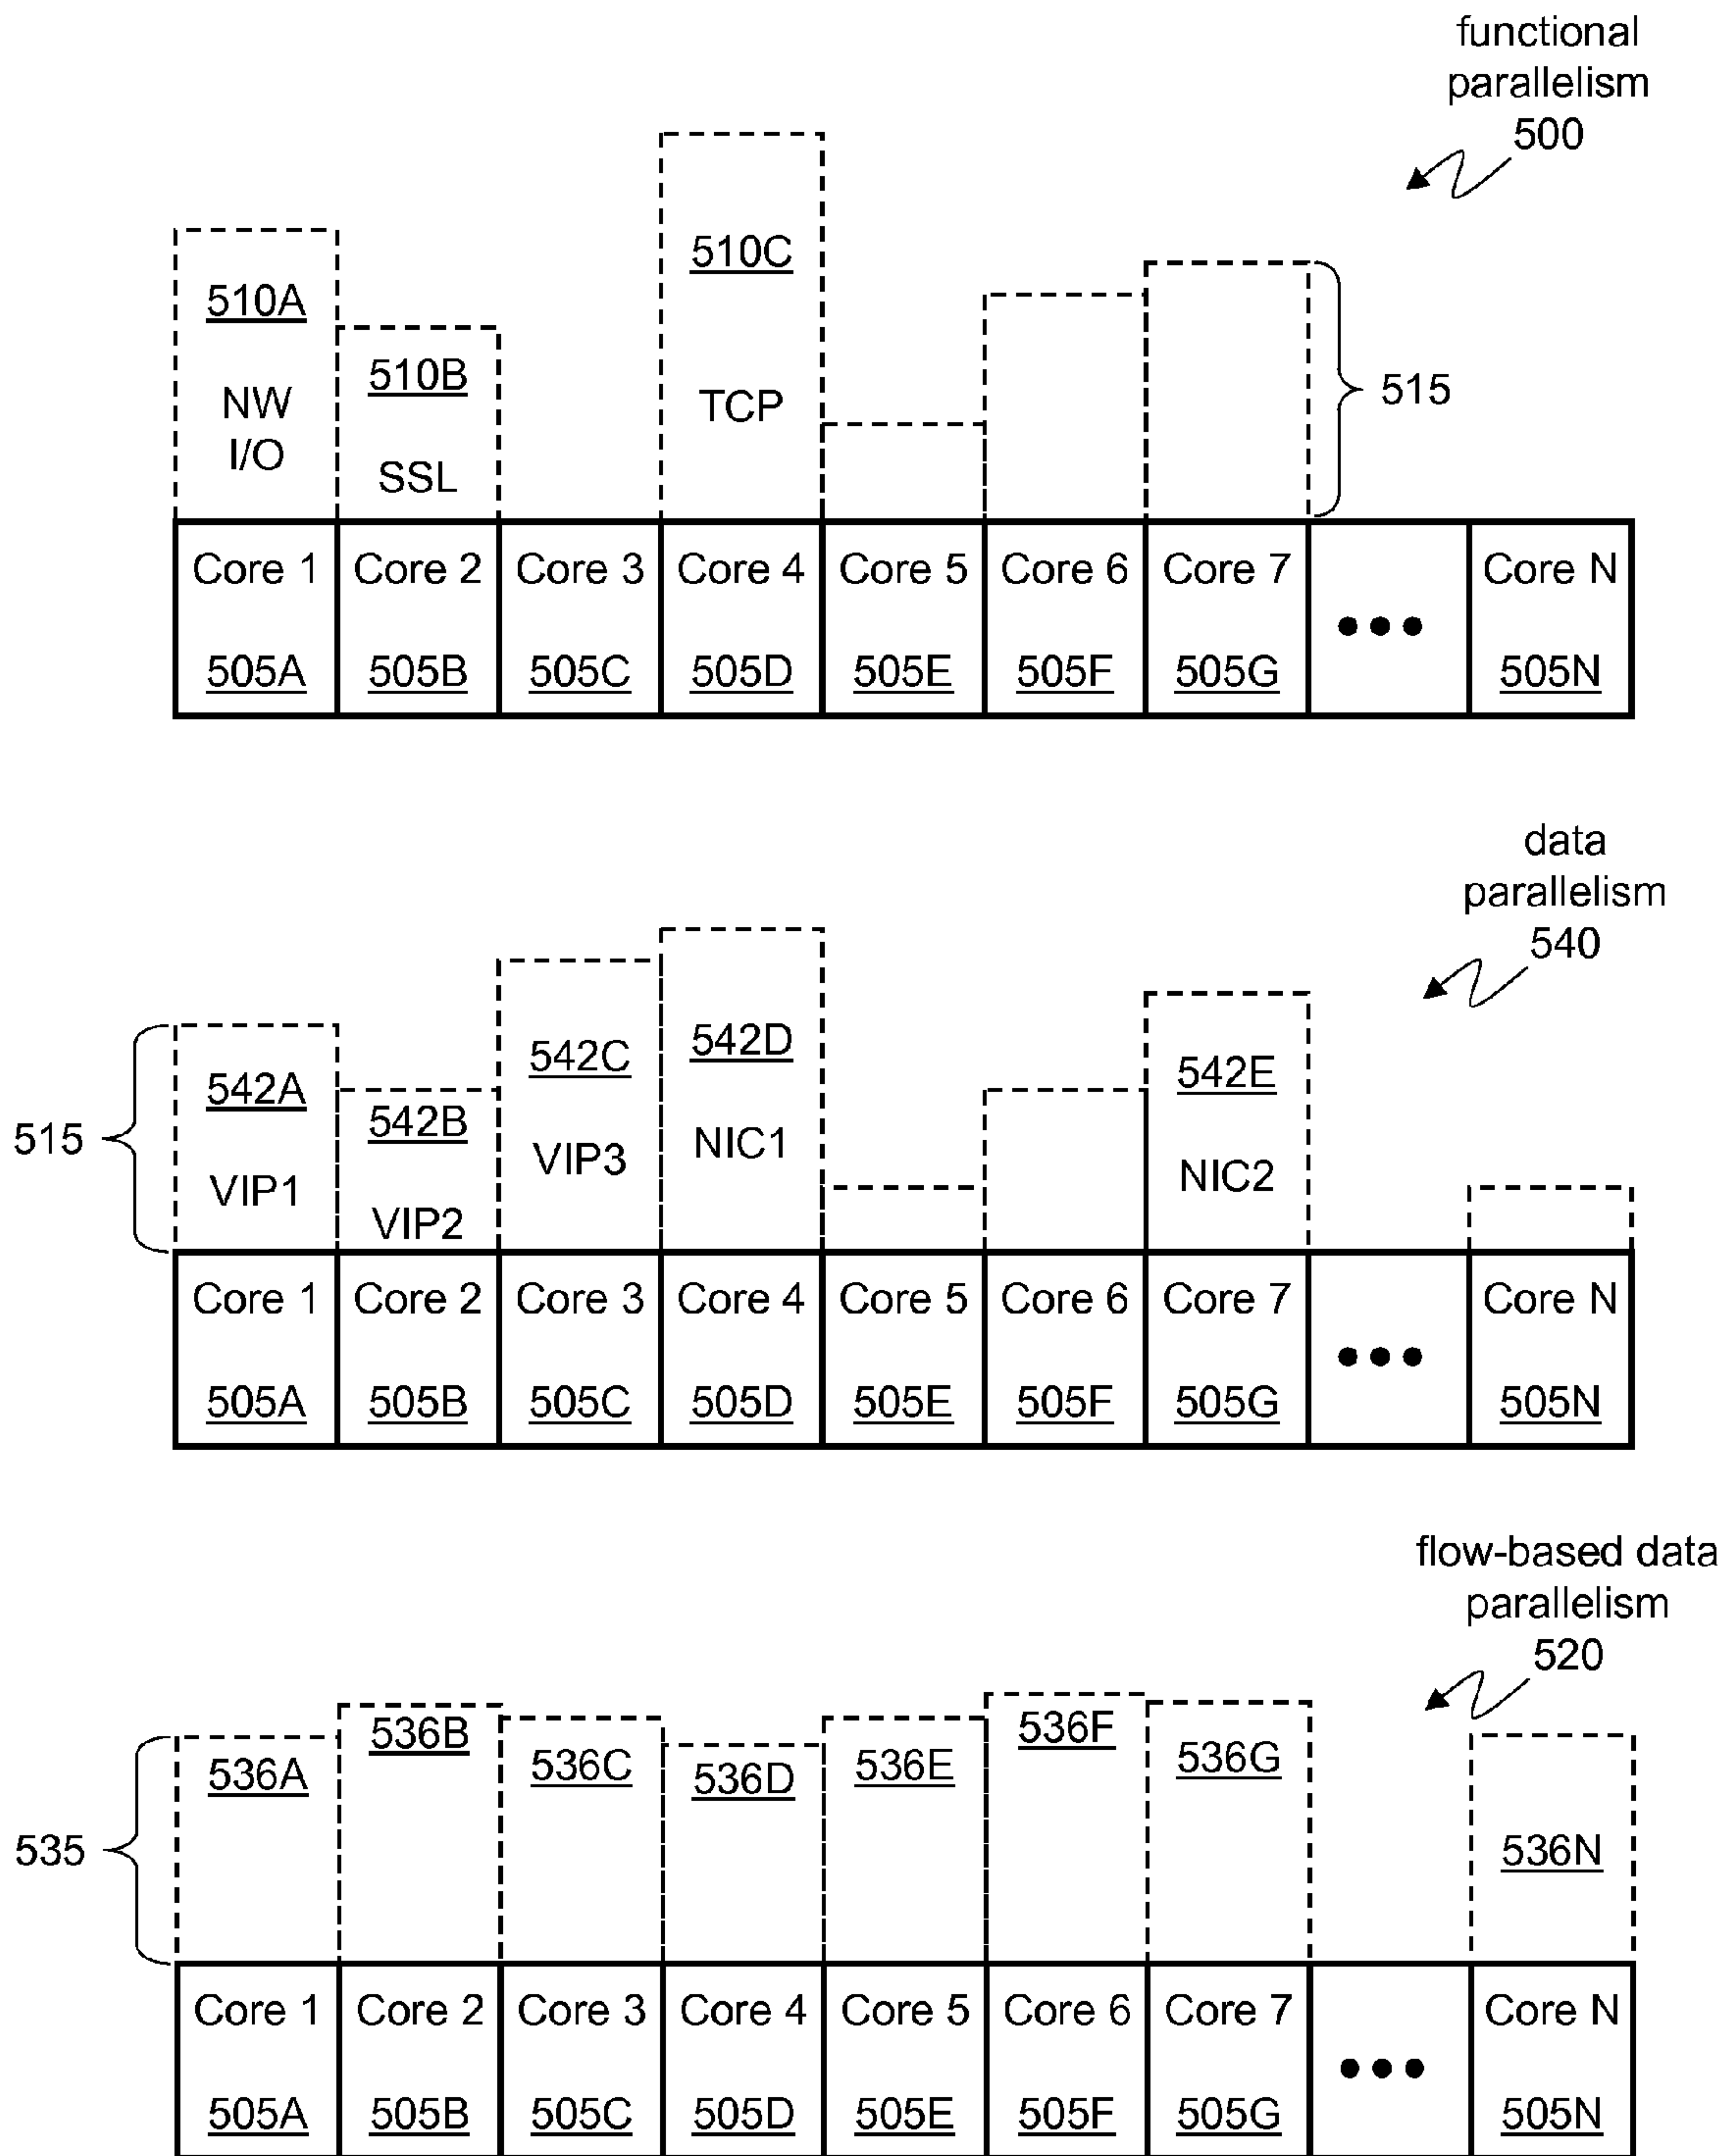 functional
parallelism
500
510A
NW
I/O
510B
SSL
510C
TCP
515
Core 1 Core 2 Core 3 Core 4 Core 5 Core 6 Core 7 Core N
505A 505B 505C 505D 505E 505F 505G 505N
data
parallelism
540
515
542A
VIP1
542B
VIP2
542C
VIP3
542D
NIC1
542E
NIC2
Core 1 Core 2 Core 3 Core 4 Core 5 Core 6 Core 7 Core N
505A 505B 505C 505D 505E 505F 505G 505N
flow-based data
parallelism
520
535
536A
536B
536C
536D
536E
536F
536G
536N
Core 1 Core 2 Core 3 Core 4 Core 5 Core 6 Core 7 Core N
505A 505B 505C 505D 505E 505F 505G 505N